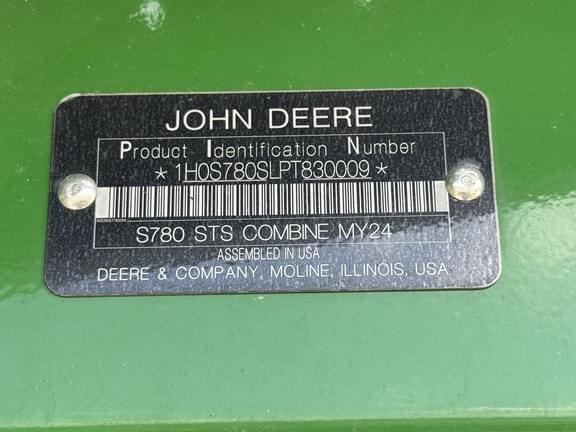 JOHN DEERE
Product Identification Number
*1H0S780SLPT830009*
S780 STS COMBINE MY24
ASSEMBLED IN USA
DEERE & COMPANY, MOLINE, ILLINOIS, USA